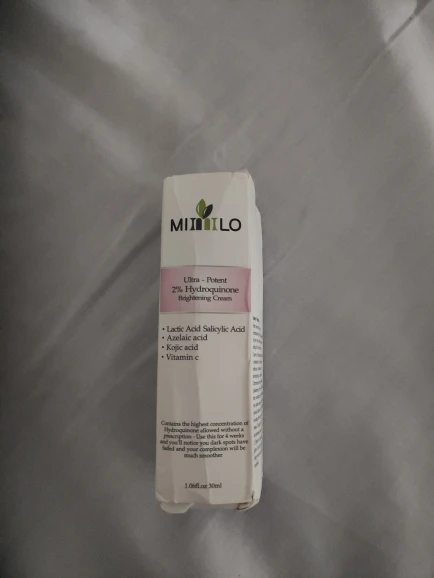 MIMLO
Ultra - Potent
2% Hydroquinone
Brightening Cream
• Lactic Acid Salicylic Acid
• Azelaic acid
• Kojic acid
• Vitamin c
Contains the highest concentration of
Hydroquinone allowed without a
prescription - Use this for 4 weeks
and you'll notice you dark spots have
faded and your complexion will be
much smoother
1.06fl.oz 30ml